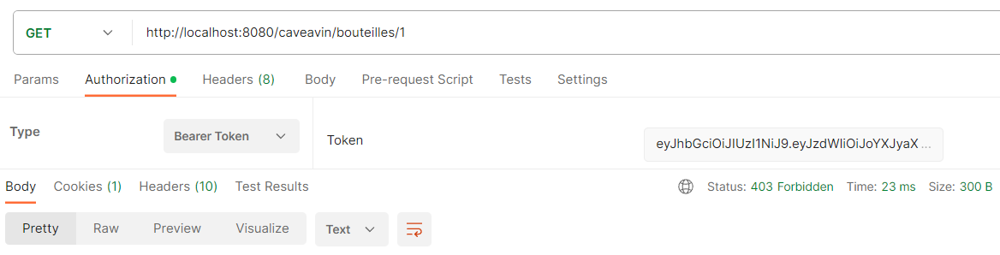 GET http://localhost:8080/caveavin/bouteilles/1
Params Authorization Headers (8) Body Pre-request Script Tests Settings
Type Bearer Token Token eyJhbGciOiJIUzI1NiJ9.eyJzdWIiOiJoYXJyaX ...
Body Cookies (1) Headers (10) Test Results Status: 403 Forbidden Time: 23 ms Size: 300 B
Pretty Raw Preview Visualize Text